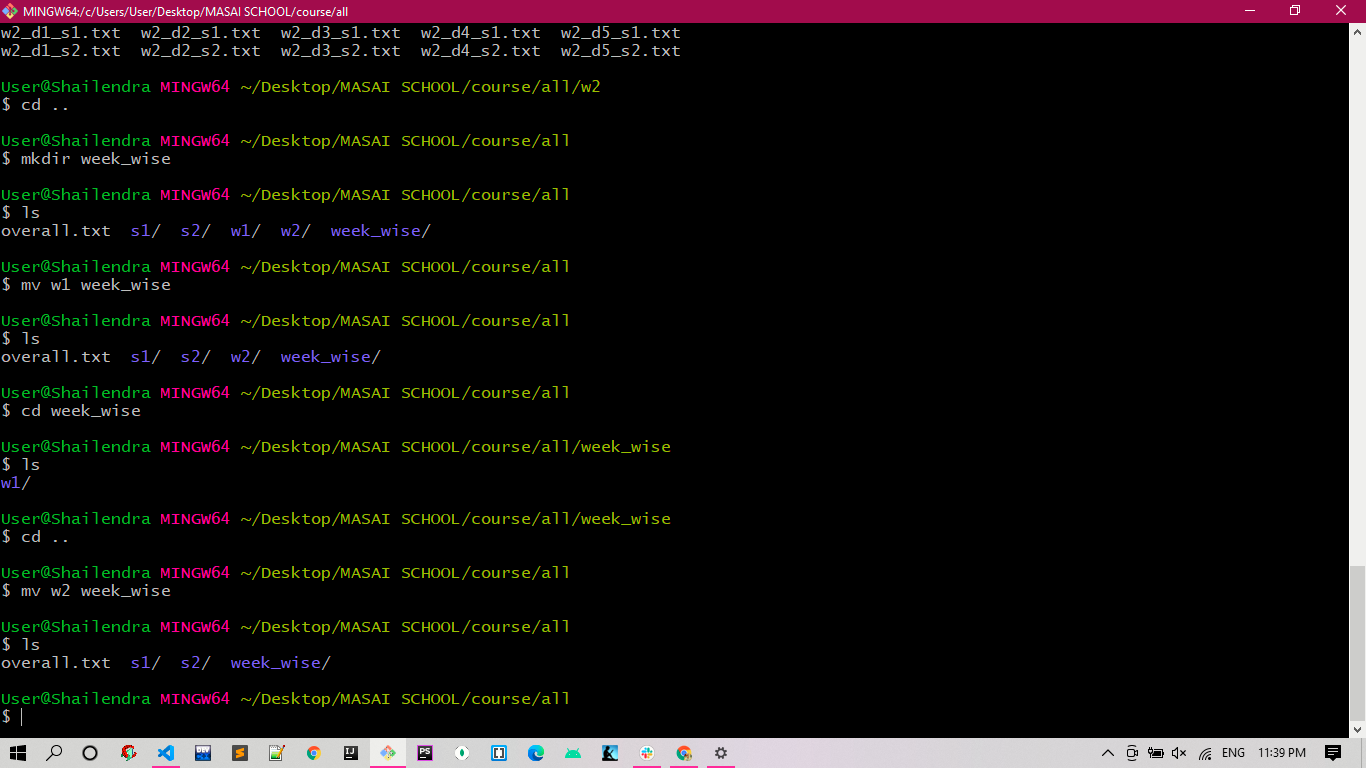 MINGW64:/c/Users/User/Desktop/MASAI SCHOOL/course/all
w2_d1_s1.txt  w2_d2_s1.txt  w2_d3_s1.txt  w2_d4_s1.txt  w2_d5_s1.txt
w2_d1_s2.txt  w2_d2_s2.txt  w2_d3_s2.txt  w2_d4_s2.txt  w2_d5_s2.txt
User@Shailendra MINGW64 ~/Desktop/MASAI SCHOOL/course/all/w2
$ cd ..
User@Shailendra MINGW64 ~/Desktop/MASAI SCHOOL/course/all
$ mkdir week_wise
User@Shailendra MINGW64 ~/Desktop/MASAI SCHOOL/course/all
$ ls
overall.txt  s1/  s2/  w1/  w2/  week_wise/
User@Shailendra MINGW64 ~/Desktop/MASAI SCHOOL/course/all
$ mv w1 week_wise
User@Shailendra MINGW64 ~/Desktop/MASAI SCHOOL/course/all
$ ls
overall.txt  s1/  s2/  w2/  week_wise/
User@Shailendra MINGW64 ~/Desktop/MASAI SCHOOL/course/all
$ cd week_wise
User@Shailendra MINGW64 ~/Desktop/MASAI SCHOOL/course/all/week_wise
$ ls
w1/
User@Shailendra MINGW64 ~/Desktop/MASAI SCHOOL/course/all/week_wise
$ cd ..
User@Shailendra MINGW64 ~/Desktop/MASAI SCHOOL/course/all
$ mv w2 week_wise
User@Shailendra MINGW64 ~/Desktop/MASAI SCHOOL/course/all
$ ls
overall.txt  s1/  s2/  week_wise/
User@Shailendra MINGW64 ~/Desktop/MASAI SCHOOL/course/all
$
DEV IJ PS ENG 11:39 PM